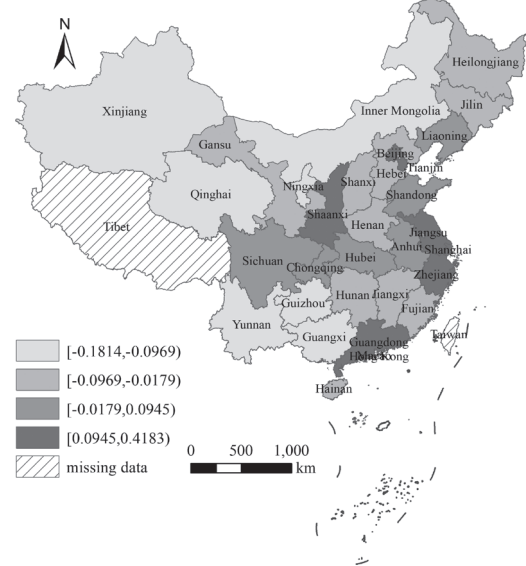 N
Heilongjiang
Xinjiang
Inner Mongolia
Jilin
Gansu
Liaoning
Beijing
Tianjin
Hebei
Qinghai
Ningxia
Shanxi
Shandong
Shaanxi
Henan
Jiangsu
Tibet
Anhui
Shanghai
Sichuan
Hubei
Chongqing
Zhejiang
Hunan
Jiangxi
Guizhou
Fujian
Yunnan
Guangxi
Guangdong
Taiwan
Hong Kong
Hainan
[-0.1814,-0.0969)
[-0.0969,-0.0179)
[-0.0179,0.0945)
[0.0945,0.4183)
missing data
0 500 1,000
km